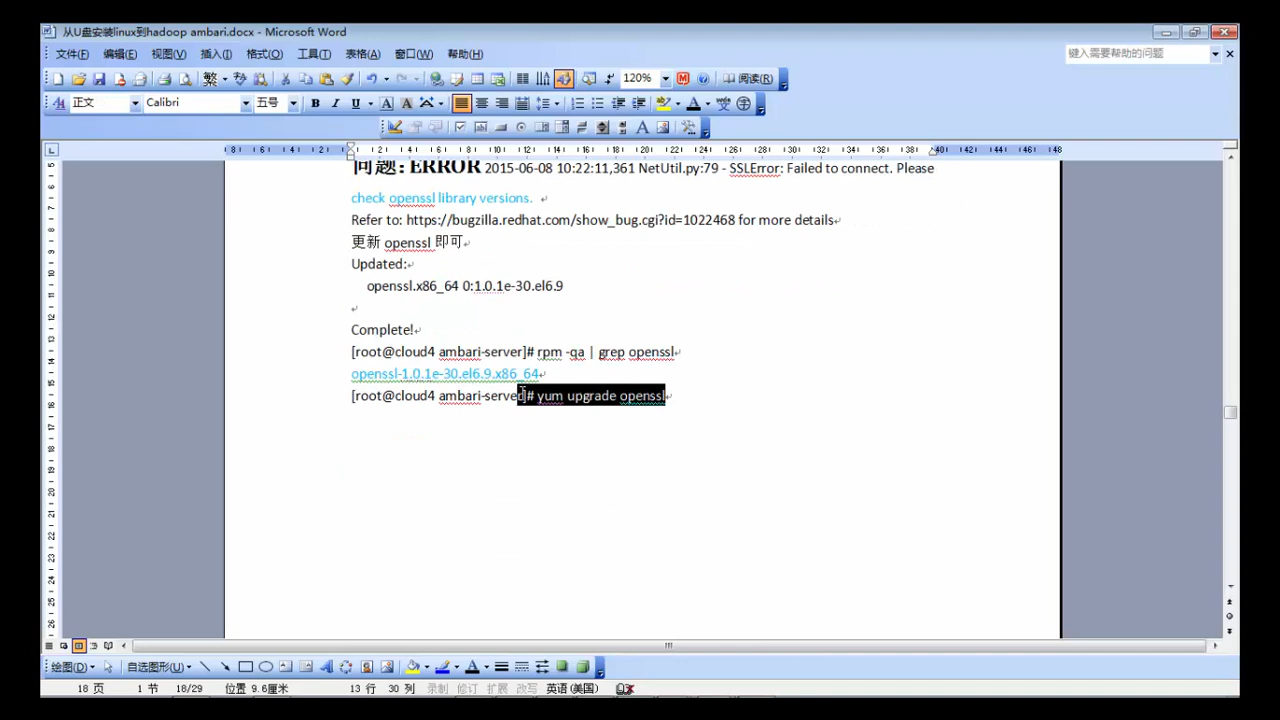 从U盘安装linux到hadoop ambari.docx - Microsoft Word
文件(F) 编辑(E) 视图(V) 插入(I) 格式(O) 工具(T) 表格(A) 窗口(W) 帮助(H) 键入需要帮助的问题
120% 阅读(R)
正文 Calibri 五号 B I U A A
问题:ERROR 2015-06-08 10:22:11,361 NetUtil.py:79 - SSLError: Failed to connect. Please
check openssl library versions.
Refer to: https://bugzilla.redhat.com/show_bug.cgi?id=1022468 for more details
更新 openssl 即可
Updated:
openssl.x86_64 0:1.0.1e-30.el6.9
Complete!
[root@cloud4 ambari-server]# rpm -qa | grep openssl
openssl-1.0.1e-30.el6.9.x86_64
[root@cloud4 ambari-server]# yum upgrade openssl
绘图(D) 自选图形(U)
18 页 1 节 18/29 位置 9.6厘米 13 行 30 列 录制 修订 扩展 改写 英语(美国)